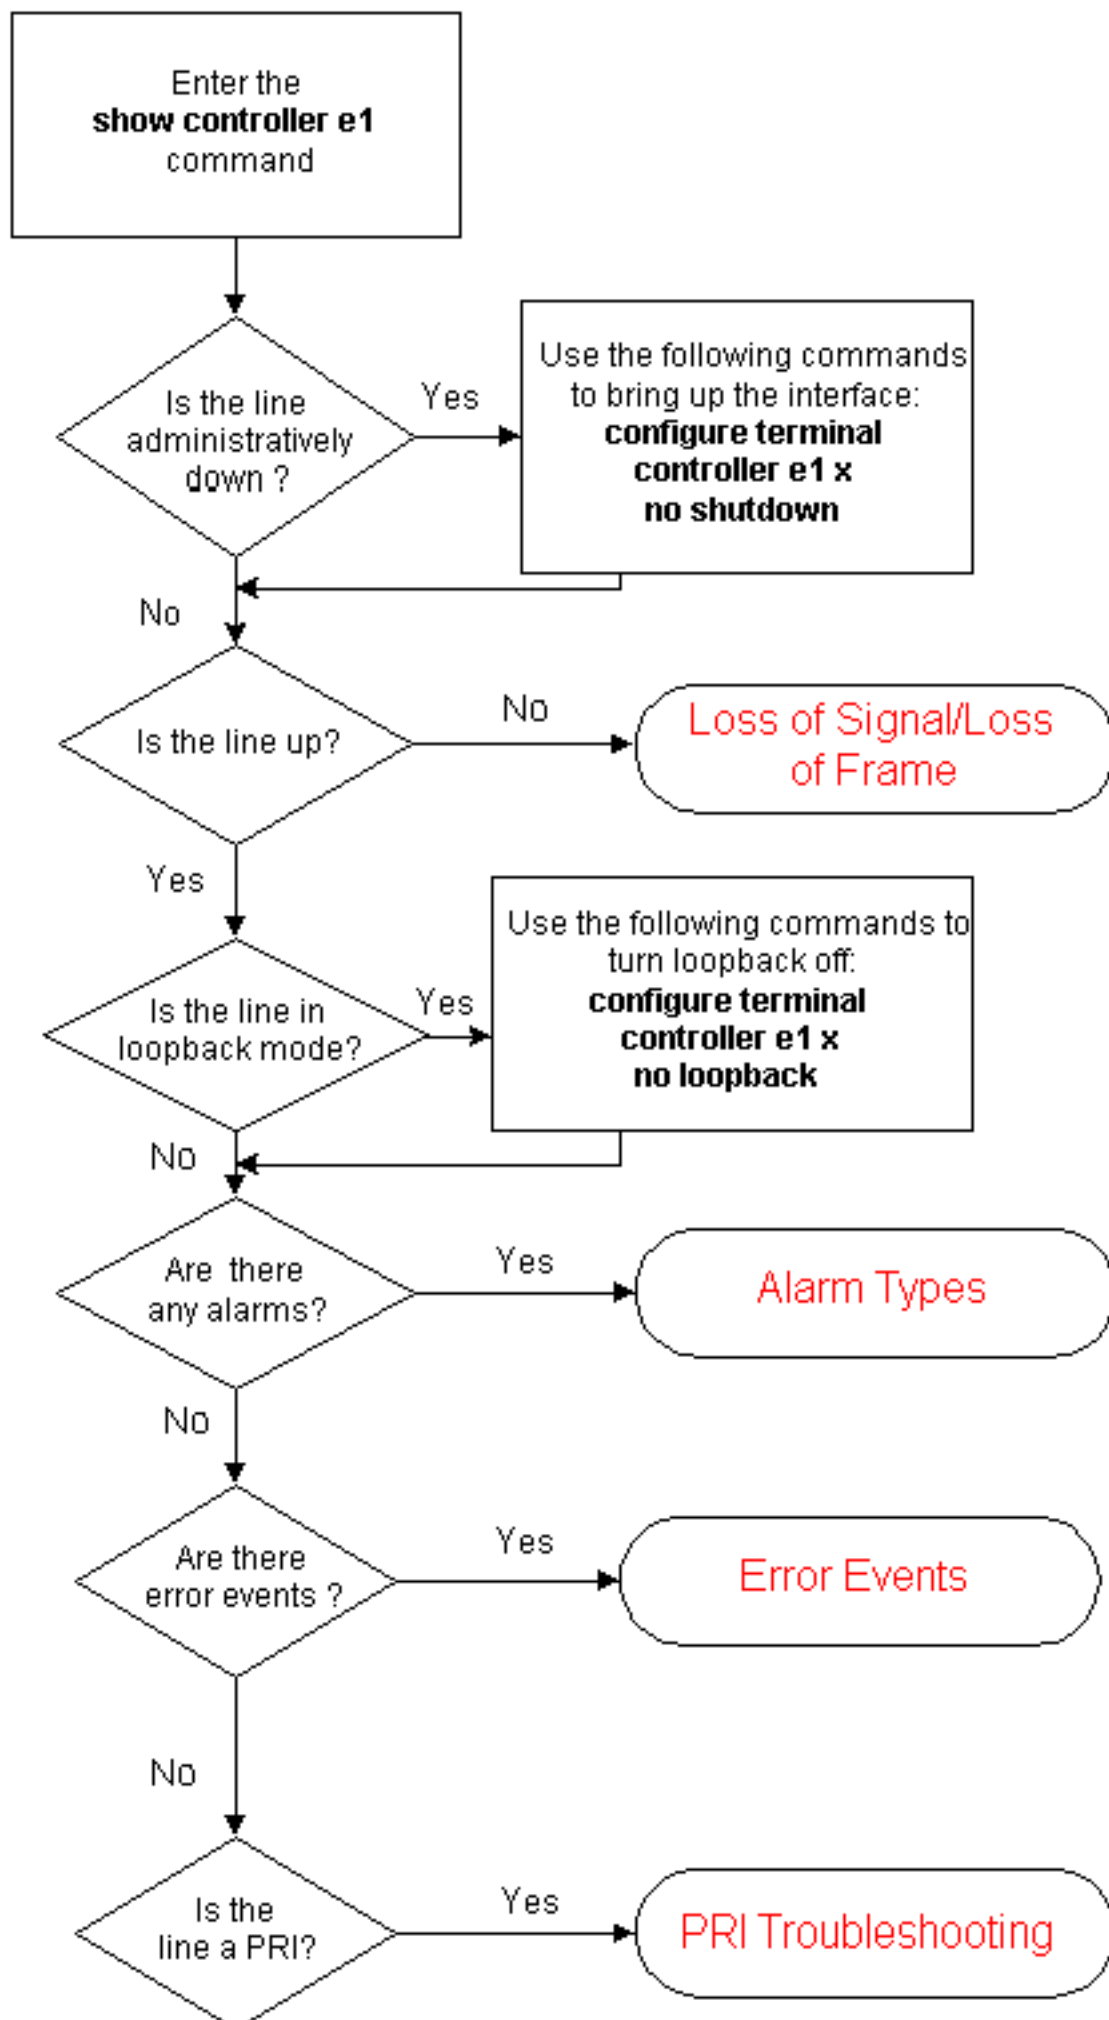 Enter the
show controller e1
command
Is the line
administratively
down ?
Yes
Use the following commands
to bring up the interface:
configure terminal
controller e1 x
no shutdown
No
Is the line up?
No
Loss of Signal/Loss
of Frame
Yes
Is the line in
loopback mode?
Yes
Use the following commands to
turn loopback off:
configure terminal
controller e1 x
no loopback
No
Are there
any alarms?
Yes
Alarm Types
No
Are there
error events ?
Yes
Error Events
No
Is the
line a PRI?
Yes
PRI Troubleshooting